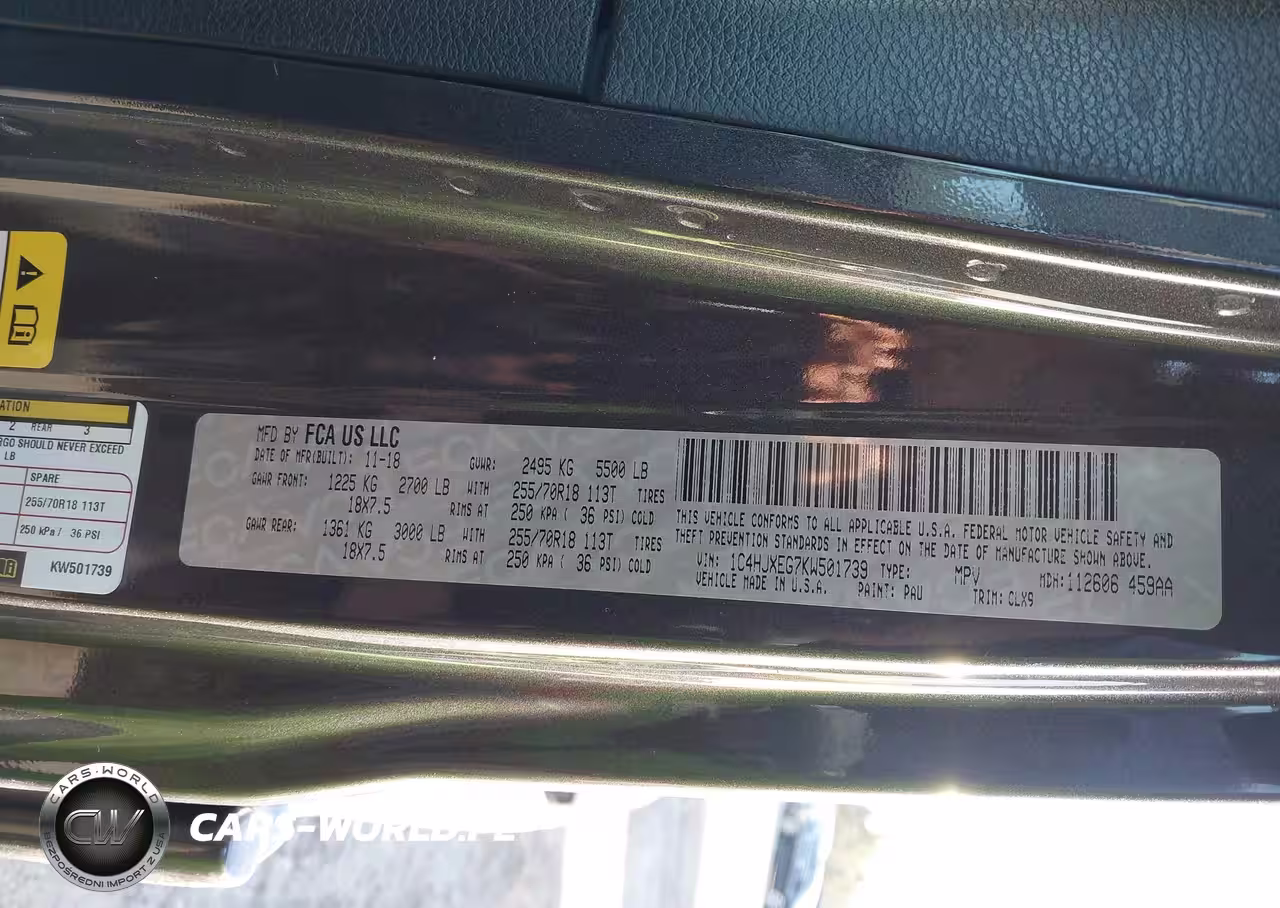 ATION
2 REAR 3
RGO SHOULD NEVER EXCEED
LB
SPARE
255/70R18 113T
250 kPa / 36 PSI
KW501739
MFD BY FCA US LLC
DATE OF MFR(BUILT): 11-18 GVWR: 2495 KG 5500 LB
GAWR FRONT: 1225 KG 2700 LB WITH 255/70R18 113T TIRES
18X7.5 RIMS AT 250 KPA ( 36 PSI) COLD
GAWR REAR: 1361 KG 3000 LB WITH 255/70R18 113T TIRES
18X7.5 RIMS AT 250 KPA ( 36 PSI) COLD
THIS VEHICLE CONFORMS TO ALL APPLICABLE U.S.A. FEDERAL MOTOR VEHICLE SAFETY AND
THEFT PREVENTION STANDARDS IN EFFECT ON THE DATE OF MANUFACTURE SHOWN ABOVE.
VIN: 1C4HJXEG7KW501739 TYPE: MPV MDH: 112606 459AA
VEHICLE MADE IN U.S.A. PAINT: PAU TRIM: CLX9
CARS-WORLD
CW
BEZPOŚREDNI IMPORT Z USA
CARS-WORLD.PL